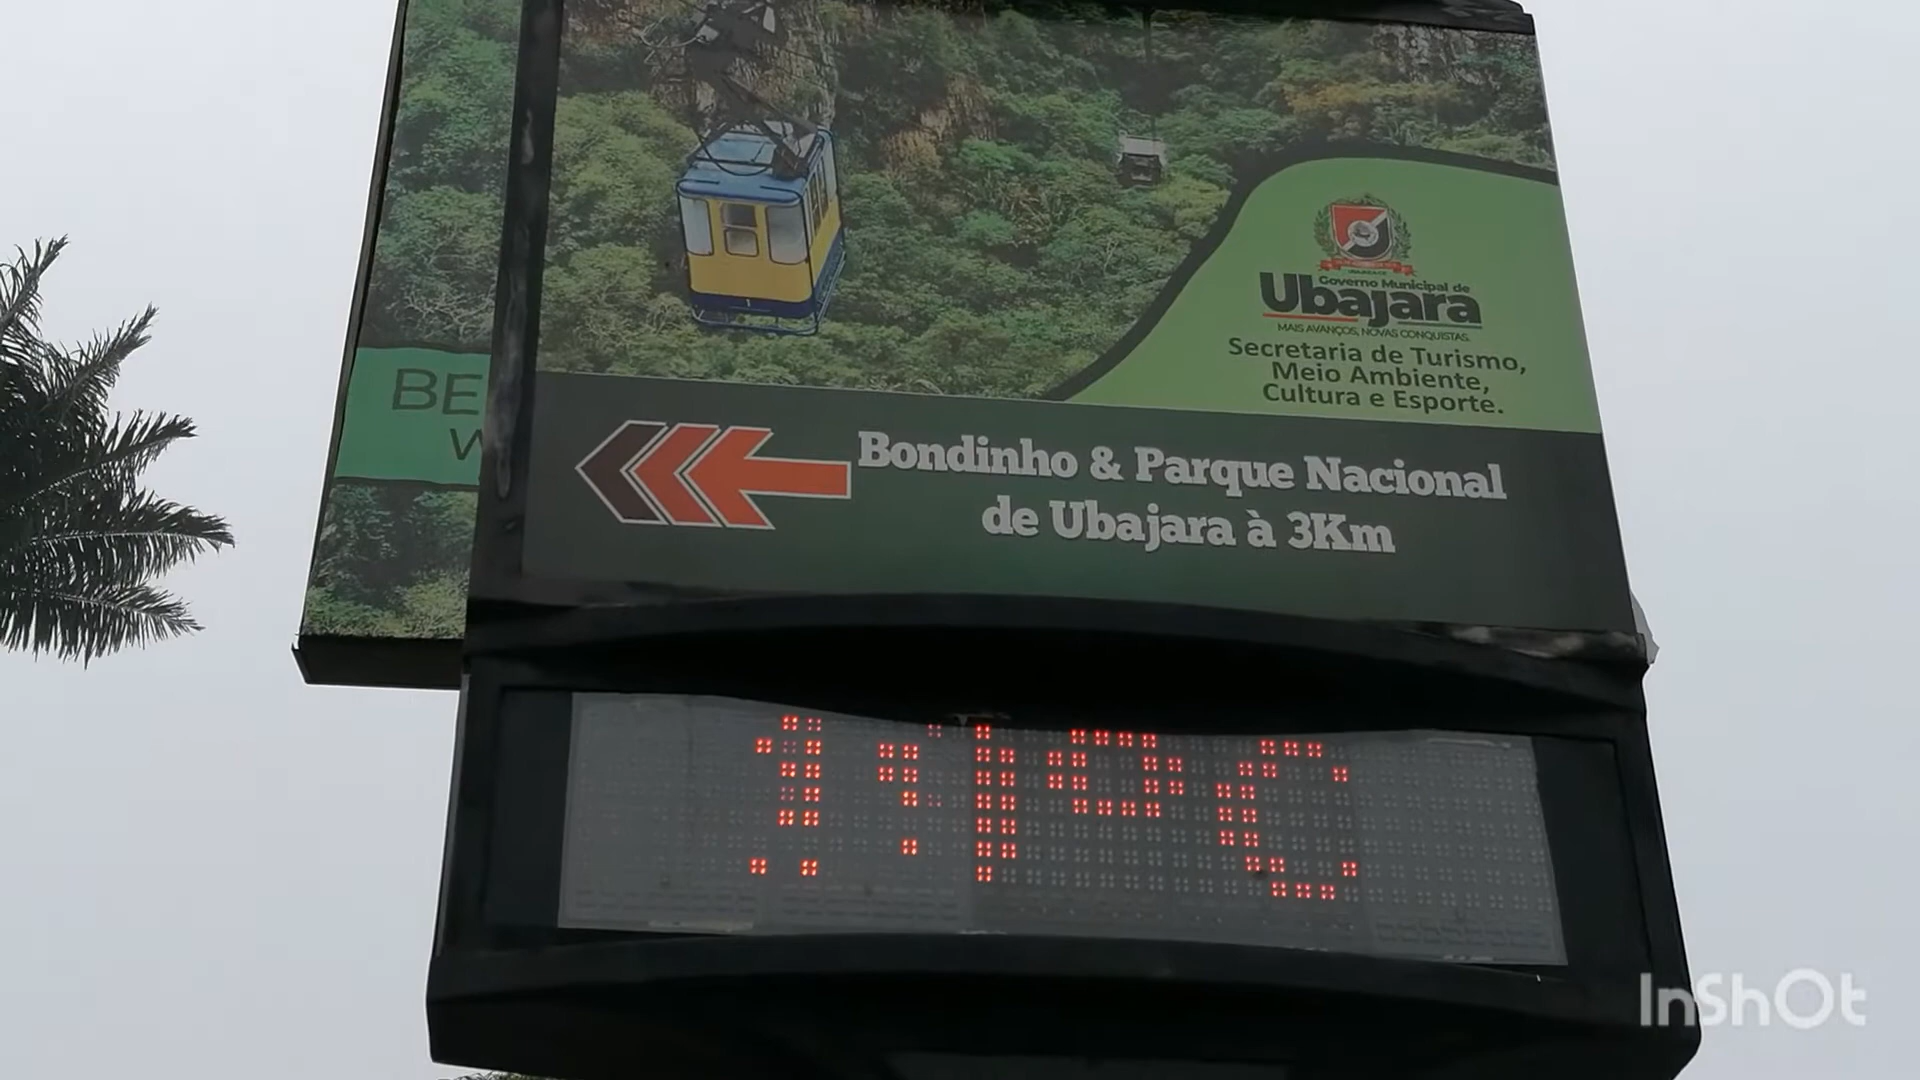 Governo Municipal de
Ubajara
MAIS AVANÇOS, NOVAS CONQUISTAS.
Secretaria de Turismo,
Meio Ambiente,
Cultura e Esporte.
BE
W
Bondinho & Parque Nacional
de Ubajara à 3Km
InShOt